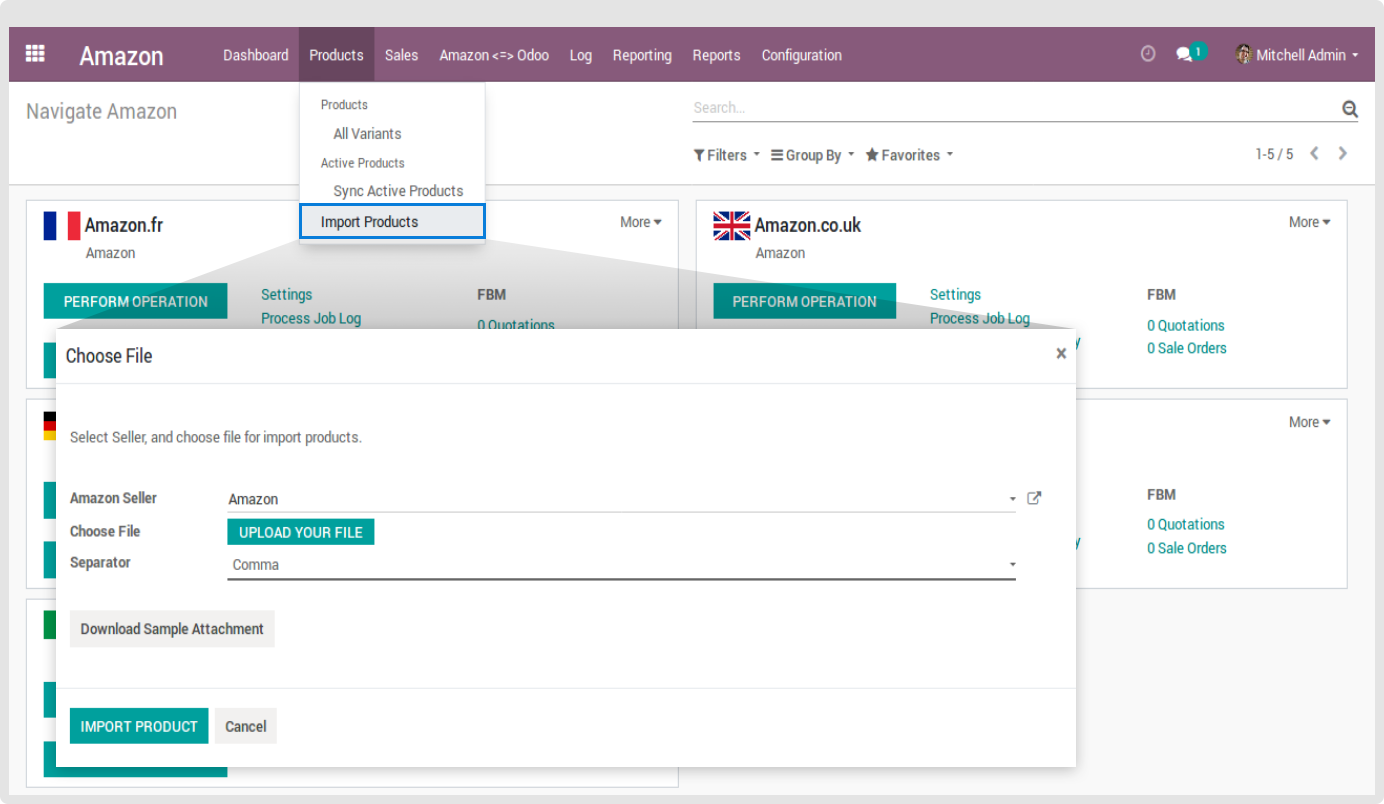 Amazon Dashboard Products Sales Amazon <=> Odoo Log Reporting Reports Configuration 1 Mitchell Admin
Navigate Amazon
Search...
Filters Group By Favorites 1-5 / 5
Products
All Variants
Active Products
Sync Active Products
Import Products
Amazon.fr More
Amazon
PERFORM OPERATION Settings FBM
Process Job Log 0 Quotations
Amazon.co.uk More
Amazon
PERFORM OPERATION Settings FBM
Process Job Log 0 Quotations
y 0 Sale Orders
More
FBM
0 Quotations
y 0 Sale Orders
Choose File x
Select Seller, and choose file for import products.
Amazon Seller Amazon
Choose File UPLOAD YOUR FILE
Separator Comma
Download Sample Attachment
IMPORT PRODUCT Cancel